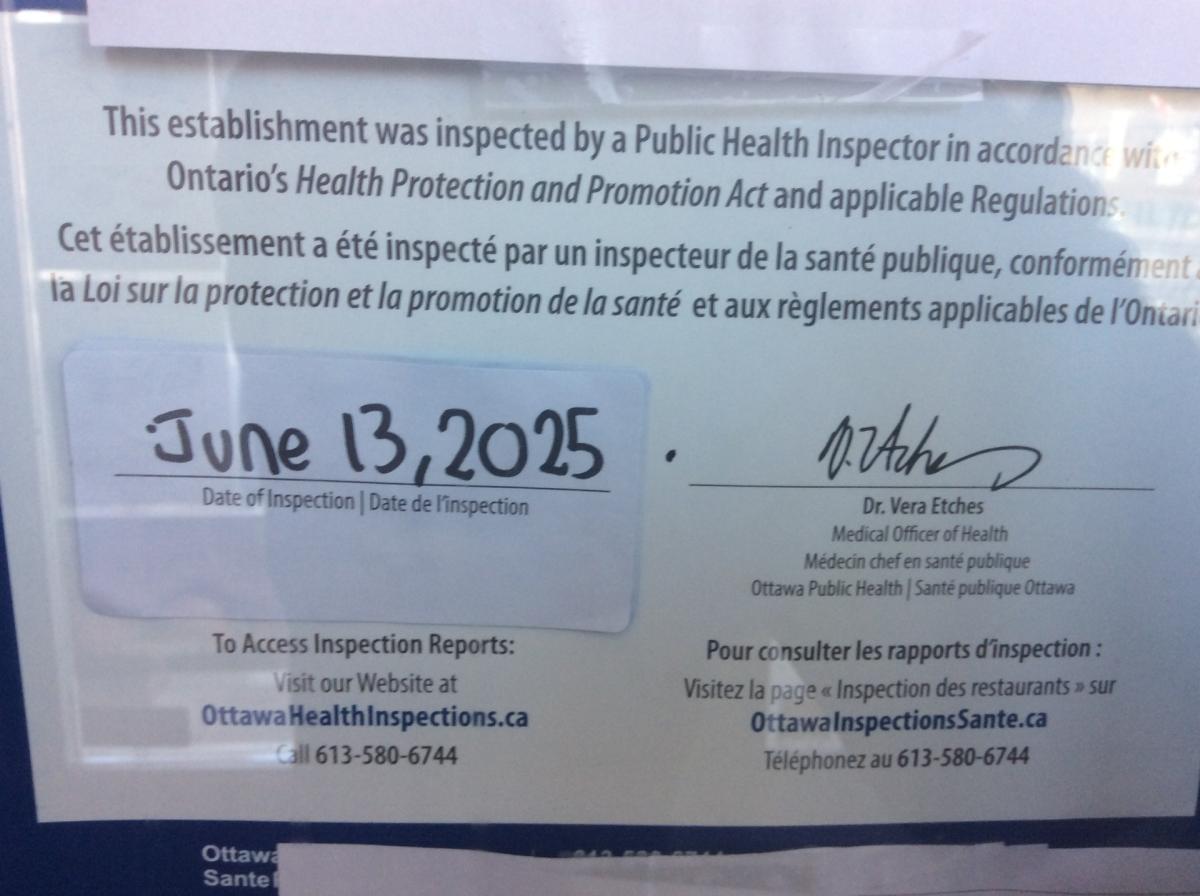 This establishment was inspected by a Public Health Inspector in accordance with
Ontario's Health Protection and Promotion Act and applicable Regulations.
Cet établissement a été inspecté par un inspecteur de la santé publique, conformément
la Loi sur la protection et la promotion de la santé et aux règlements applicables de l'Ontari
June 13, 2025
Date of Inspection | Date de l'inspection
V. Etches
Dr. Vera Etches
Medical Officer of Health
Médecin chef en santé publique
Ottawa Public Health | Santé publique Ottawa
To Access Inspection Reports:
Visit our Website at
OttawaHealthInspections.ca
Call 613-580-6744
Pour consulter les rapports d'inspection :
Visitez la page « Inspection des restaurants » sur
OttawaInspectionsSante.ca
Téléphonez au 613-580-6744
Ottawa
Sante